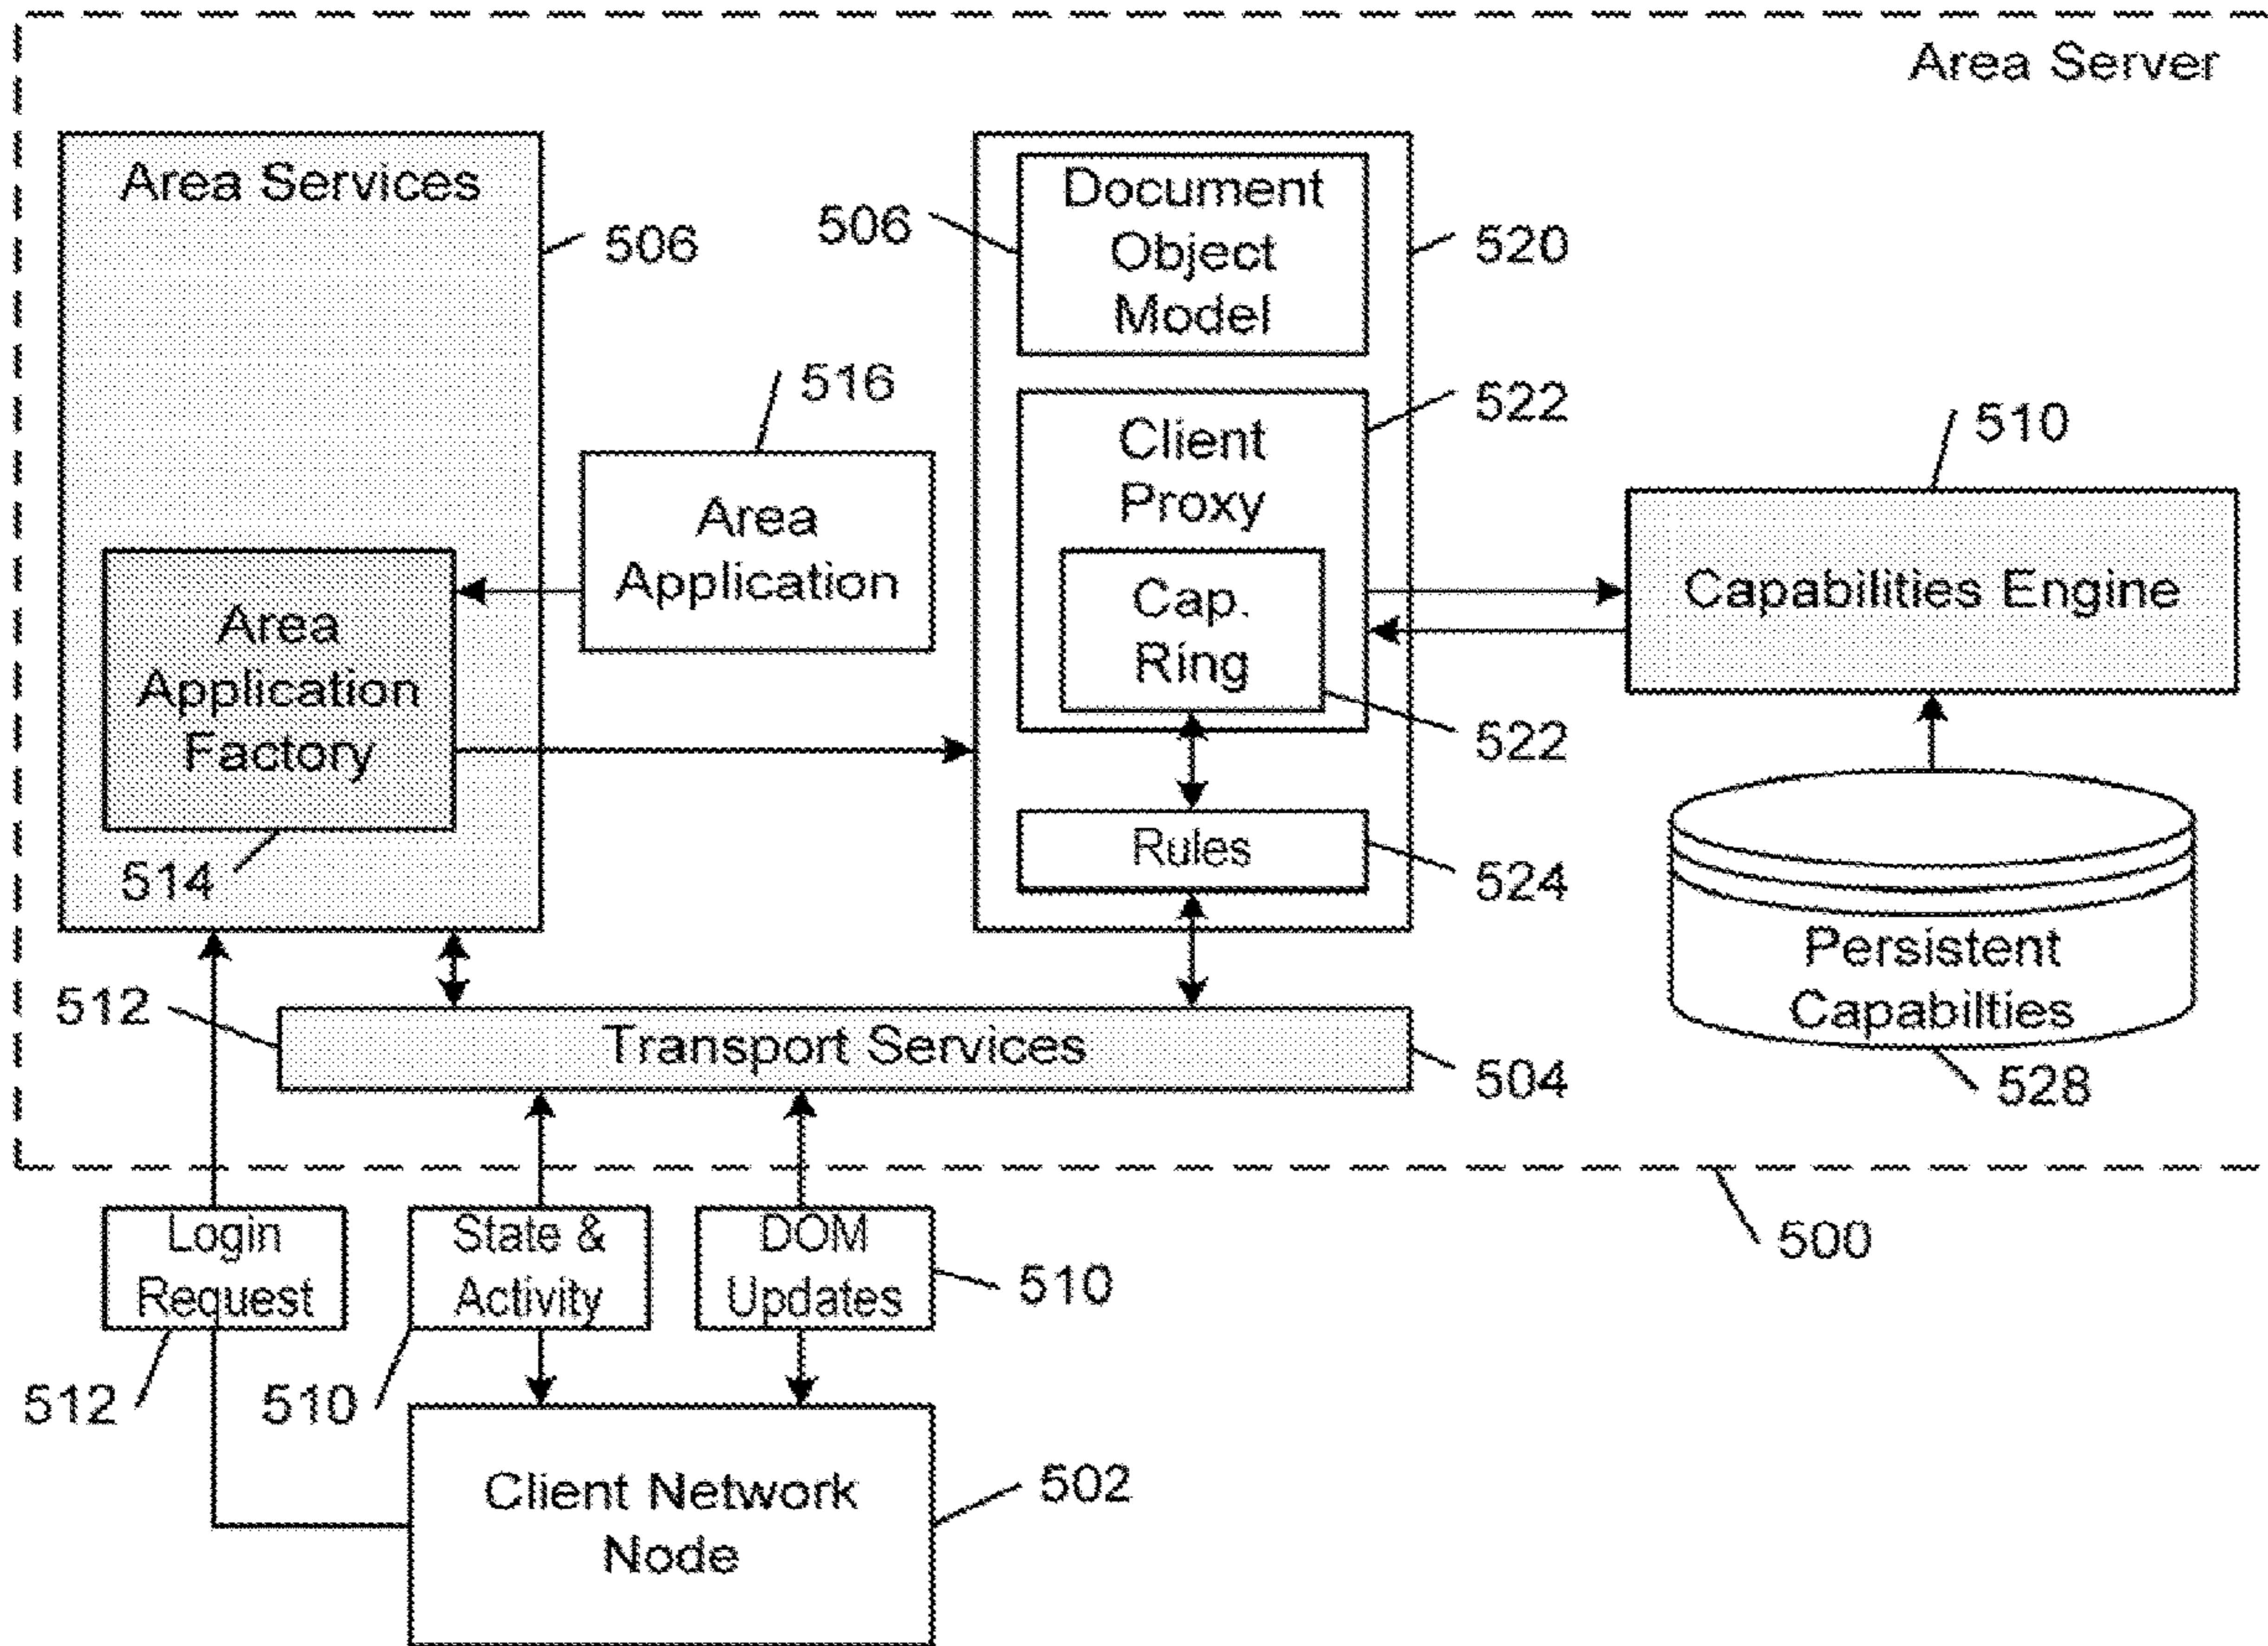 Area Server
Area Services
506
Document
Object
Model
506
520
516
Area
Application
Client
Proxy
522
Cap.
Ring
522
510
Capabilities Engine
Area
Application
Factory
514
Rules
524
Persistent
Capabilties
528
512
Transport Services
504
500
Login
Request
512
State &
Activity
510
DOM
Updates
510
Client Network
Node
502